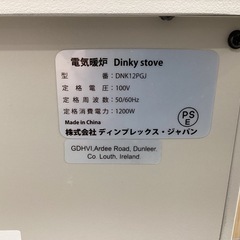 電気暖炉 Dinky stove
型 番: DNK12PGJ
定 格 電 圧: 100V
定 格 周 波 数: 50/60Hz
定格消費電力: 1200W
Made in China
PS
E
株式会社ディンプレックス・ジャパン
GDHVI,Ardee Road, Dunleer
Co. Louth, Ireland.